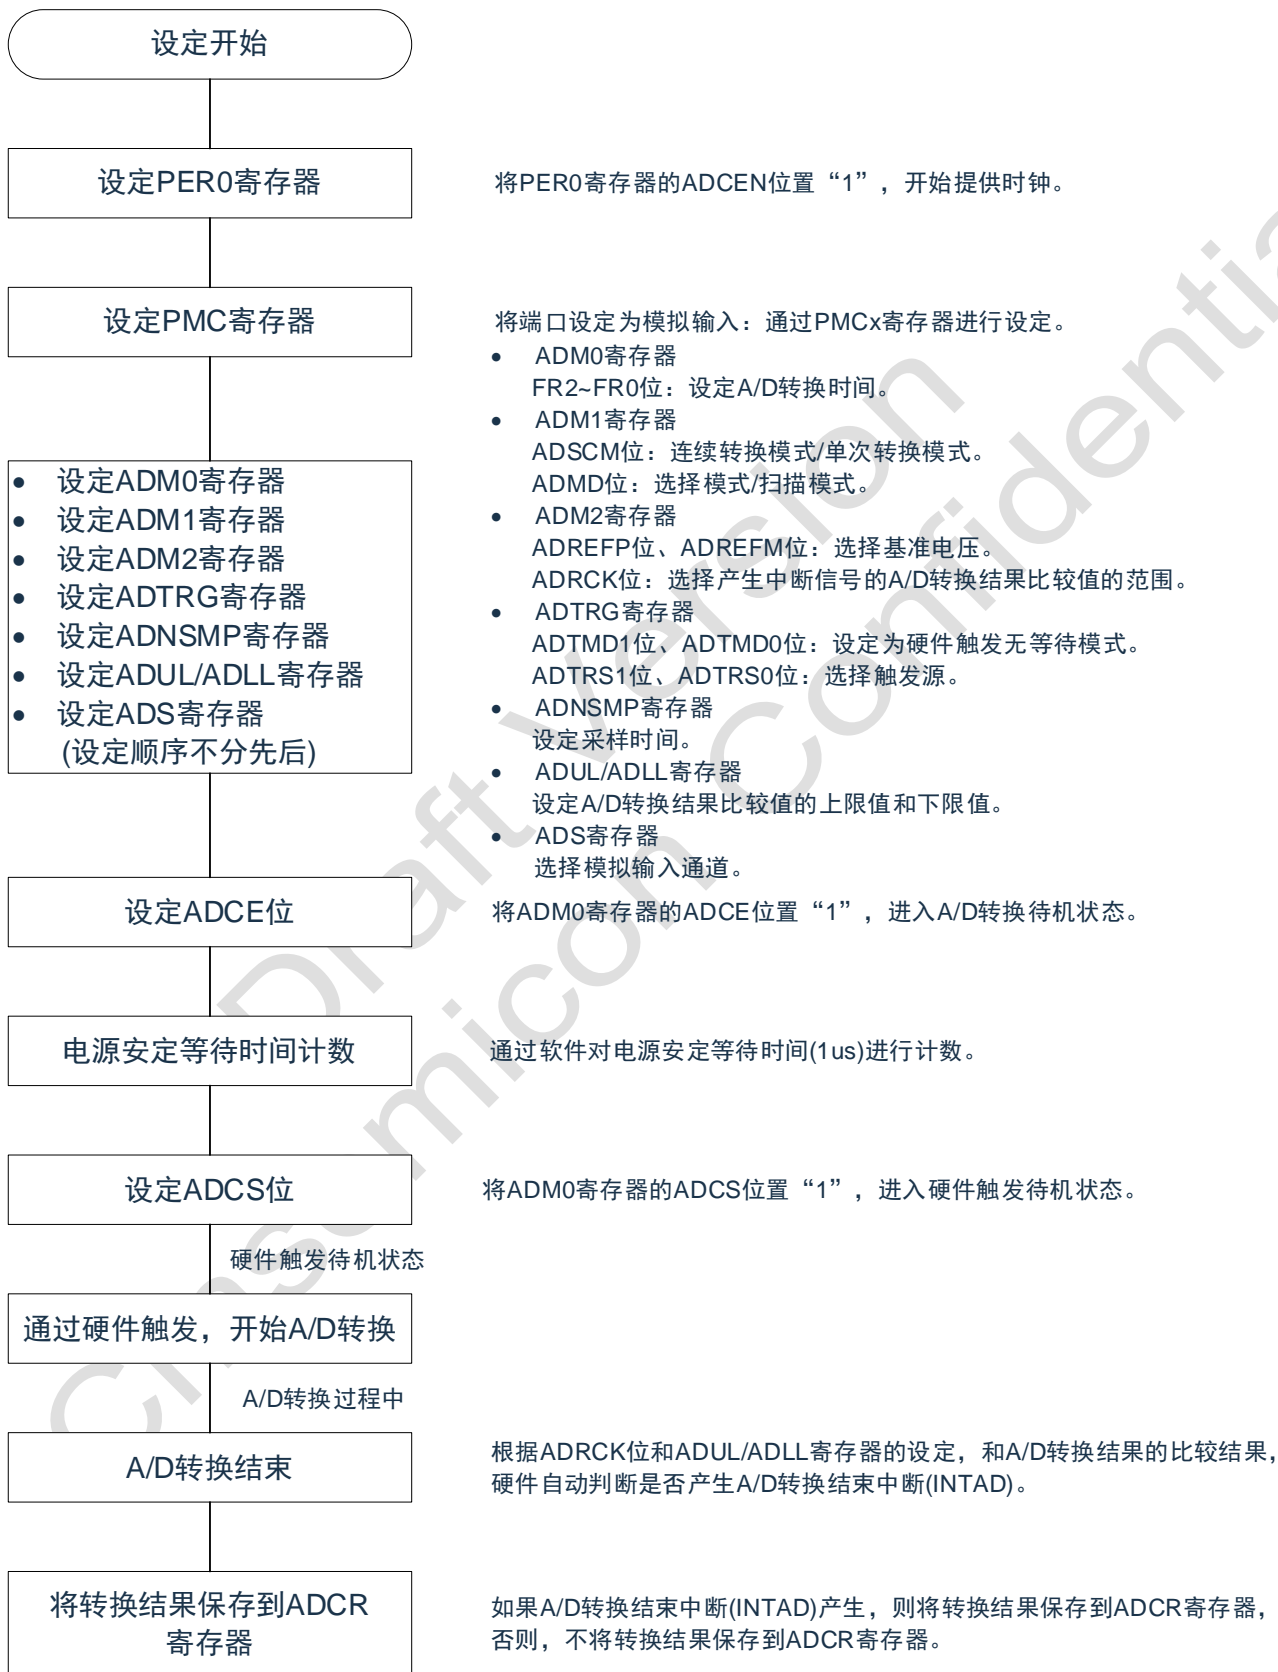 设定开始
设定PER0寄存器
将PER0寄存器的ADCEN位置“1”，开始提供时钟。
设定PMC寄存器
将端口设定为模拟输入：通过PMCx寄存器进行设定。
• ADM0寄存器
FR2~FR0位：设定A/D转换时间。
• ADM1寄存器
ADSCM位：连续转换模式/单次转换模式。
ADMD位：选择模式/扫描模式。
• ADM2寄存器
ADREFP位、ADREFM位：选择基准电压。
ADRCK位：选择产生中断信号的A/D转换结果比较值的范围。
• ADTRG寄存器
ADTMD1位、ADTMD0位：设定为硬件触发无等待模式。
ADTRS1位、ADTRS0位：选择触发源。
• ADNSMP寄存器
设定采样时间。
• ADUL/ADLL寄存器
设定A/D转换结果比较值的上限值和下限值。
• ADS寄存器
选择模拟输入通道。
• 设定ADM0寄存器
• 设定ADM1寄存器
• 设定ADM2寄存器
• 设定ADTRG寄存器
• 设定ADNSMP寄存器
• 设定ADUL/ADLL寄存器
• 设定ADS寄存器
(设定顺序不分先后)
设定ADCE位
将ADM0寄存器的ADCE位置“1”，进入A/D转换待机状态。
电源安定等待时间计数
通过软件对电源安定等待时间(1us)进行计数。
设定ADCS位
将ADM0寄存器的ADCS位置“1”，进入硬件触发待机状态。
硬件触发待机状态
通过硬件触发，开始A/D转换
A/D转换过程中
A/D转换结束
根据ADRCK位和ADUL/ADLL寄存器的设定，和A/D转换结果的比较结果，
硬件自动判断是否产生A/D转换结束中断(INTAD)。
将转换结果保存到ADCR
寄存器
如果A/D转换结束中断(INTAD)产生，则将转换结果保存到ADCR寄存器，
否则，不将转换结果保存到ADCR寄存器。
Draft Version